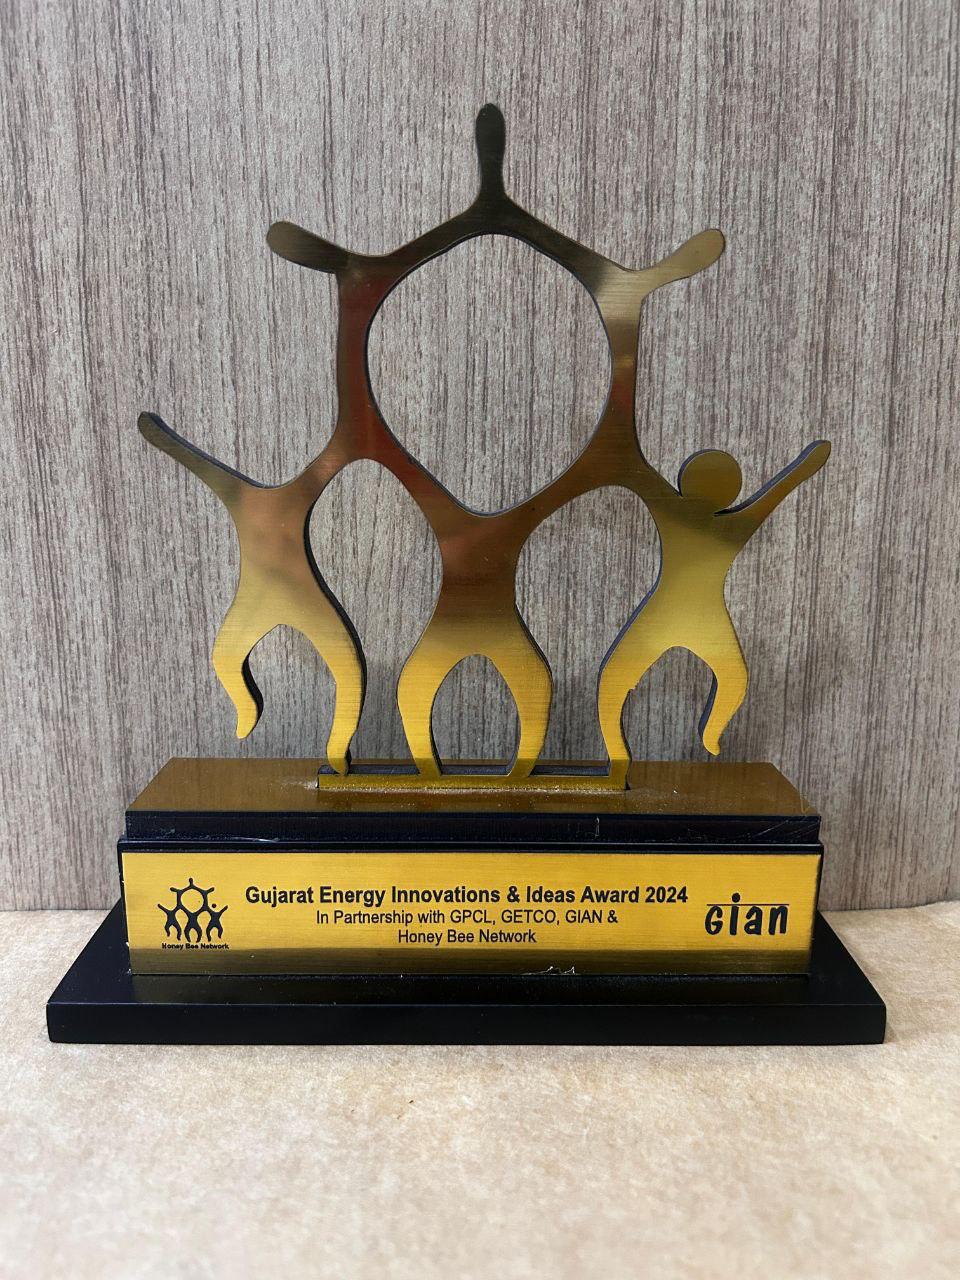 Gujarat Energy Innovations & Ideas Award 2024
In Partnership with GPCL, GETCO, GIAN &
Honey Bee Network
Honey Bee Network
Gian